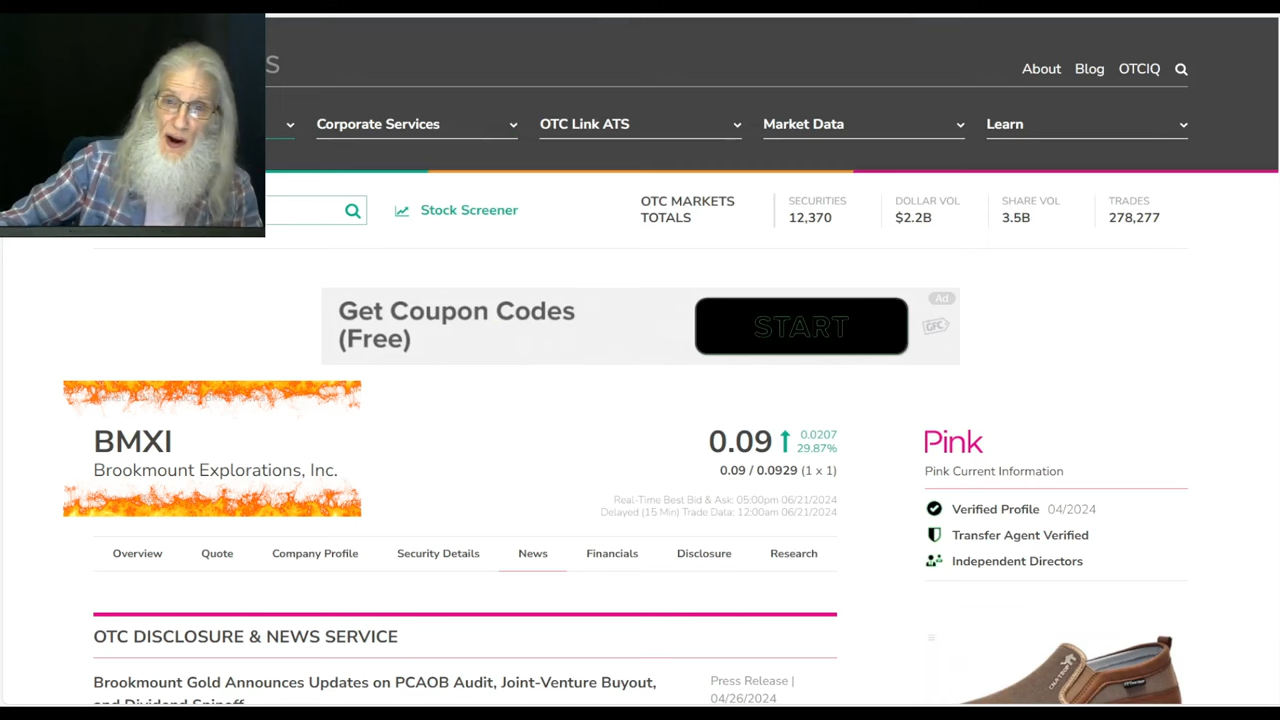 S
About Blog OTCIQ
Corporate Services
OTC Link ATS
Market Data
Learn
Stock Screener
OTC MARKETS
TOTALS
SECURITIES
12,370
DOLLAR VOL
$2.2B
SHARE VOL
3.5B
TRADES
278,277
Get Coupon Codes
(Free)
START
Ad
GFC
BMXI
Brookmount Explorations, Inc.
0.09
0.0207
29.87%
0.09 / 0.0929 (1 x 1)
Real-Time Best Bid & Ask: 05:00pm 06/21/2024
Delayed (15 Min) Trade Data: 12:00am 06/21/2024
Pink
Pink Current Information
Verified Profile 04/2024
Transfer Agent Verified
Independent Directors
Overview Quote Company Profile Security Details News Financials Disclosure Research
OTC DISCLOSURE & NEWS SERVICE
Brookmount Gold Announces Updates on PCAOB Audit, Joint-Venture Buyout,
and Dividend Spinoff
Press Release |
04/26/2024